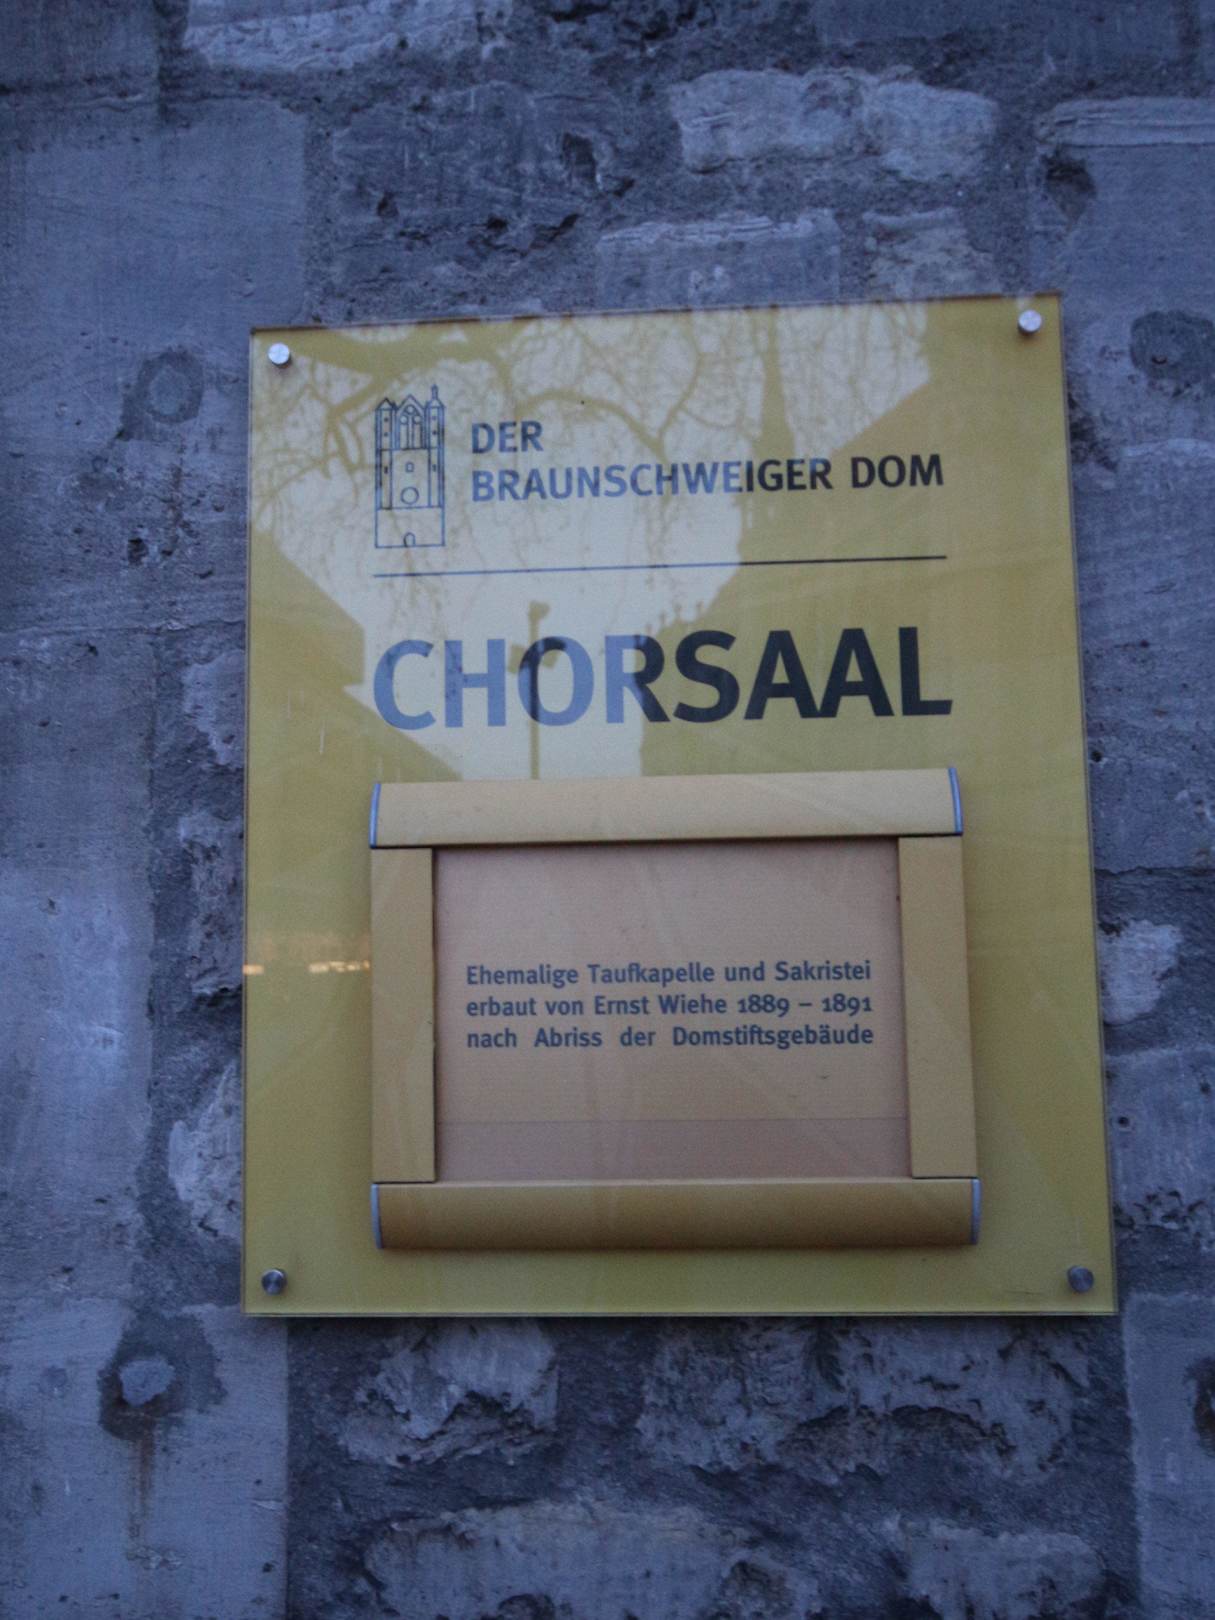 DER
BRAUNSCHWEIGER DOM
CHORSAAL
Ehemalige Taufkapelle und Sakristei
erbaut von Ernst Wiehe 1889 – 1891
nach Abriss der Domstiftsgebäude